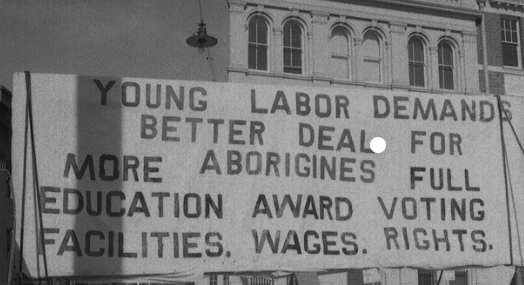 YOUNG LABOR DEMANDS
BETTER DEAL FOR
ABORIGINES
MORE
EDUCATION
FACILITIES.
AWARD
WAGES.
FULL
VOTING
RIGHTS.